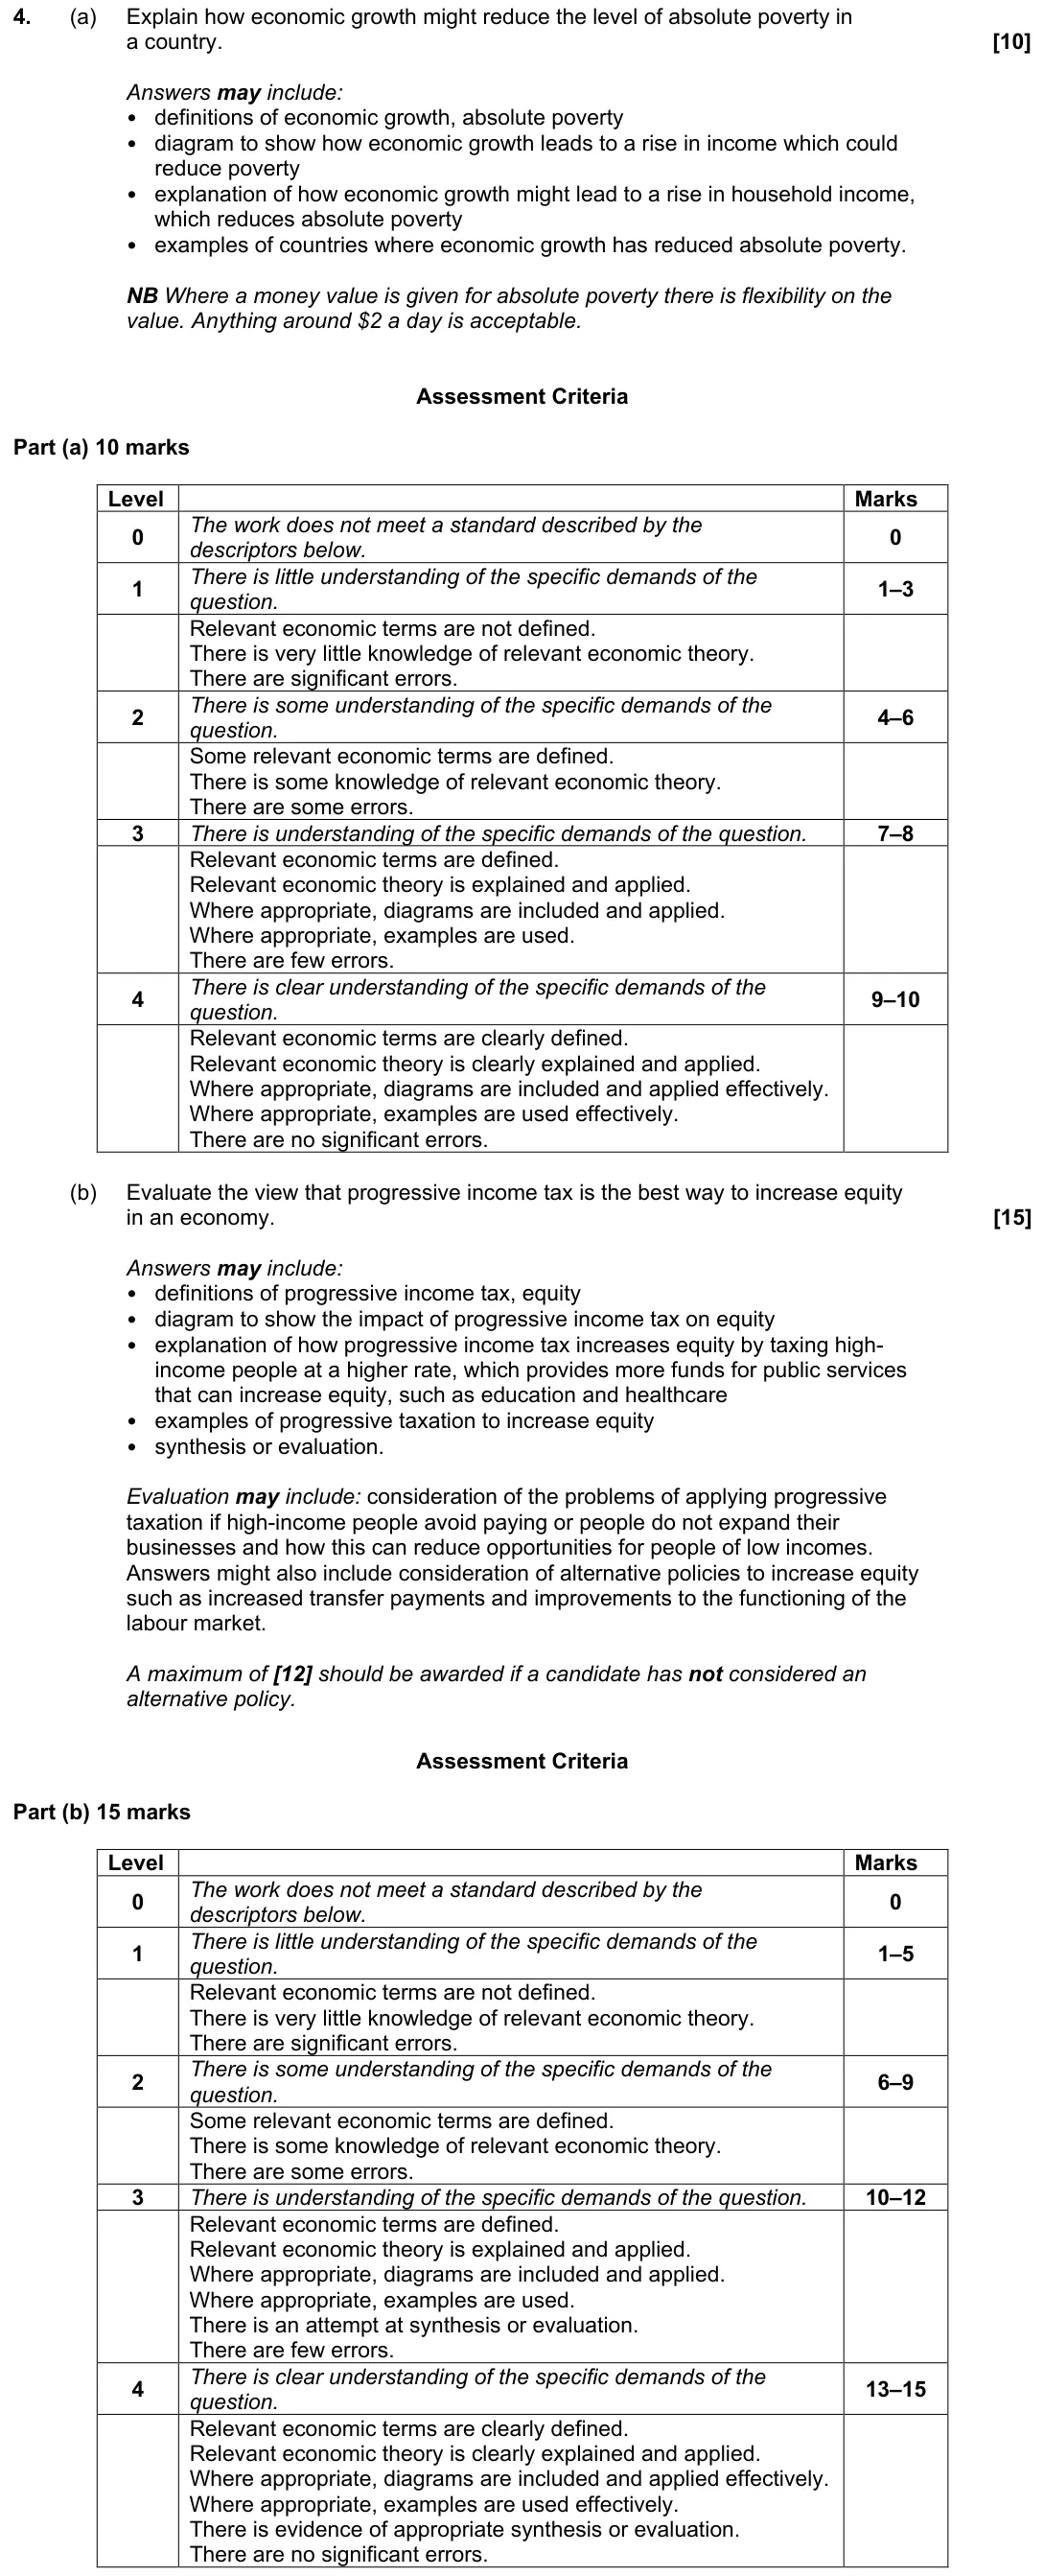 4. (a) Explain how economic growth might reduce the level of absolute poverty in
a country. [10]
Answers may include:
• definitions of economic growth, absolute poverty
• diagram to show how economic growth leads to a rise in income which could
reduce poverty
• explanation of how economic growth might lead to a rise in household income,
which reduces absolute poverty
• examples of countries where economic growth has reduced absolute poverty.
NB Where a money value is given for absolute poverty there is flexibility on the
value. Anything around $2 a day is acceptable.
Assessment Criteria
Part (a) 10 marks
Level Marks
0 The work does not meet a standard described by the
descriptors below. 0
1 There is little understanding of the specific demands of the
question. 1–3
Relevant economic terms are not defined.
There is very little knowledge of relevant economic theory.
There are significant errors.
2 There is some understanding of the specific demands of the
question. 4–6
Some relevant economic terms are defined.
There is some knowledge of relevant economic theory.
There are some errors.
3 There is understanding of the specific demands of the question. 7–8
Relevant economic terms are defined.
Relevant economic theory is explained and applied.
Where appropriate, diagrams are included and applied.
Where appropriate, examples are used.
There are few errors.
4 There is clear understanding of the specific demands of the
question. 9–10
Relevant economic terms are clearly defined.
Relevant economic theory is clearly explained and applied.
Where appropriate, diagrams are included and applied effectively.
Where appropriate, examples are used effectively.
There are no significant errors.
(b) Evaluate the view that progressive income tax is the best way to increase equity
in an economy. [15]
Answers may include:
• definitions of progressive income tax, equity
• diagram to show the impact of progressive income tax on equity
• explanation of how progressive income tax increases equity by taxing high-
income people at a higher rate, which provides more funds for public services
that can increase equity, such as education and healthcare
• examples of progressive taxation to increase equity
• synthesis or evaluation.
Evaluation may include: consideration of the problems of applying progressive
taxation if high-income people avoid paying or people do not expand their
businesses and how this can reduce opportunities for people of low incomes.
Answers might also include consideration of alternative policies to increase equity
such as increased transfer payments and improvements to the functioning of the
labour market.
A maximum of [12] should be awarded if a candidate has not considered an
alternative policy.
Assessment Criteria
Part (b) 15 marks
Level Marks
0 The work does not meet a standard described by the
descriptors below. 0
1 There is little understanding of the specific demands of the
question. 1–5
Relevant economic terms are not defined.
There is very little knowledge of relevant economic theory.
There are significant errors.
2 There is some understanding of the specific demands of the
question. 6–9
Some relevant economic terms are defined.
There is some knowledge of relevant economic theory.
There are some errors.
3 There is understanding of the specific demands of the question. 10–12
Relevant economic terms are defined.
Relevant economic theory is explained and applied.
Where appropriate, diagrams are included and applied.
Where appropriate, examples are used.
There is an attempt at synthesis or evaluation.
There are few errors.
4 There is clear understanding of the specific demands of the
question. 13–15
Relevant economic terms are clearly defined.
Relevant economic theory is clearly explained and applied.
Where appropriate, diagrams are included and applied effectively.
Where appropriate, examples are used effectively.
There is evidence of appropriate synthesis or evaluation.
There are no significant errors.